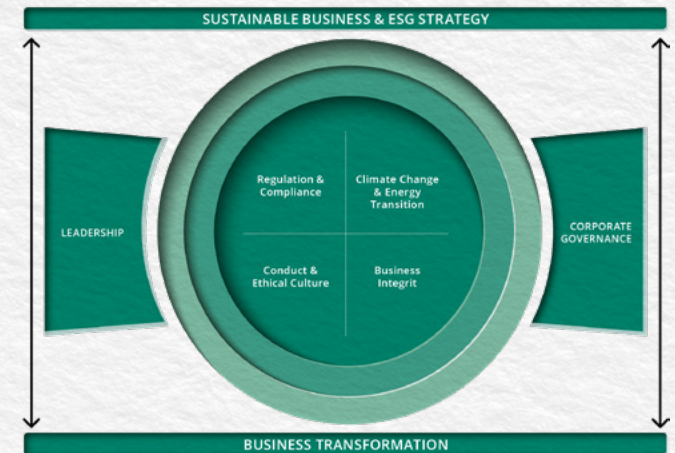 SUSTAINABLE BUSINESS & ESG STRATEGY
LEADERSHIP
Regulation &
Compliance
Climate Change
& Energy
Transition
Conduct &
Ethical Culture
Business
Integrit
CORPORATE
GOVERNANCE
BUSINESS TRANSFORMATION